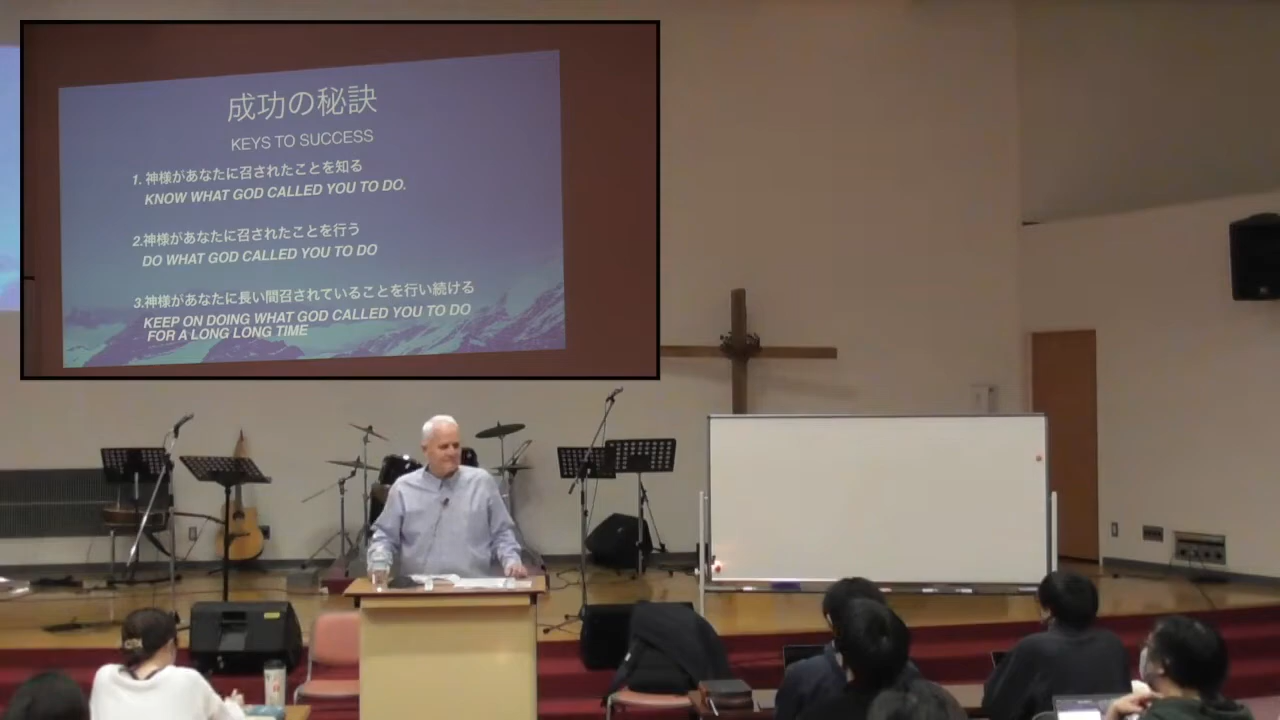 成功の秘訣
KEYS TO SUCCESS
1. 神様があなたに召されたことを知る
KNOW WHAT GOD CALLED YOU TO DO.
2.神様があなたに召されたことを行う
DO WHAT GOD CALLED YOU TO DO
3.神様があなたに長い間召されていることを行い続ける
KEEP ON DOING WHAT GOD CALLED YOU TO DO
FOR A LONG LONG TIME